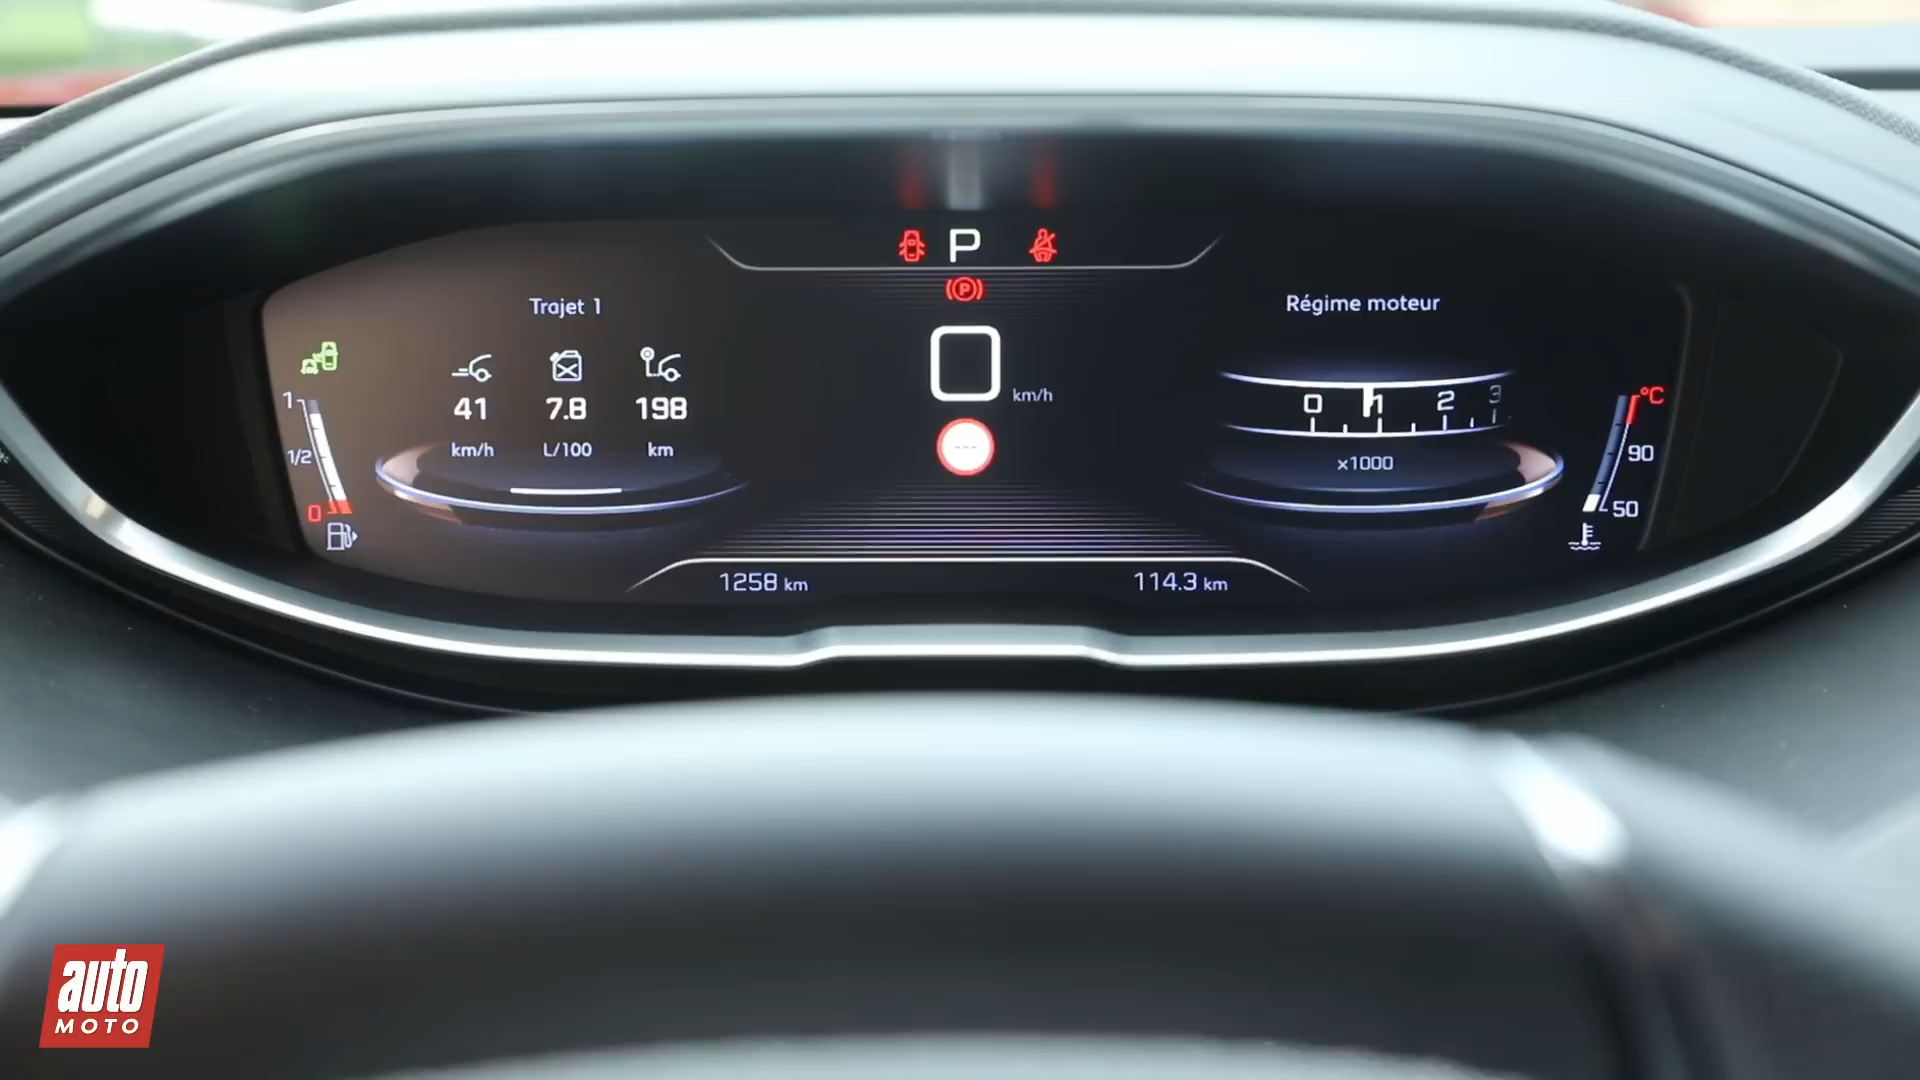 P
P
Trajet 1
Régime moteur
1
1/2
0
41
7.8
198
km/h
L/100
km
0
km/h
---
0 1 2 3
x1000
°C
90
50
1258 km
114.3 km
auto
MOTO